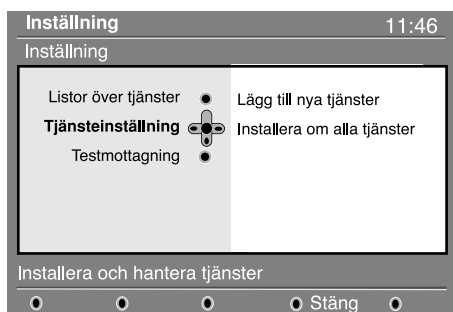 Inställning 11:46
Inställning
Listor över tjänster
Tjänsteinställning
Testmottagning
Lägg till nya tjänster
Installera om alla tjänster
Installera och hantera tjänster
Stäng